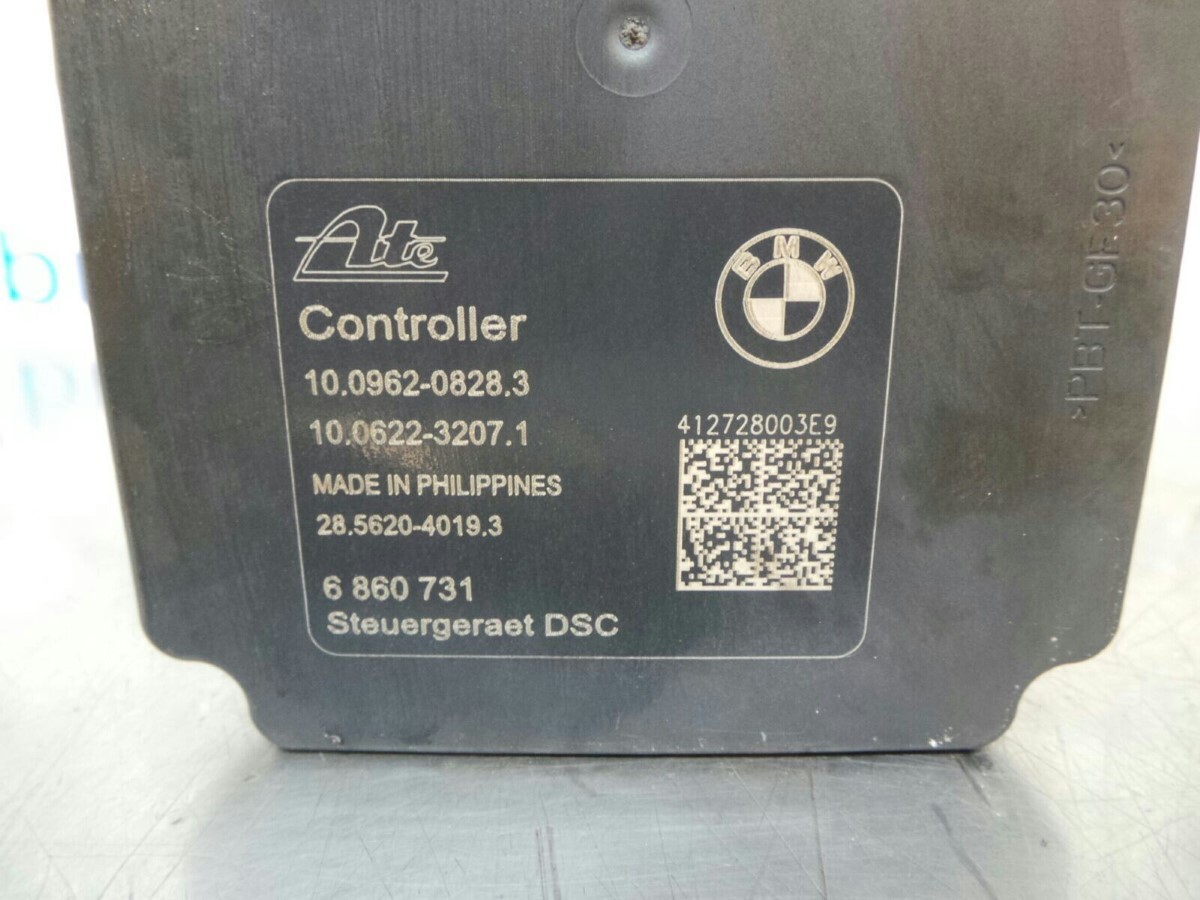 Ate
BMW
Controller
10.0962-0828.3
10.0622-3207.1
412728003E9
MADE IN PHILIPPINES
28.5620-4019.3
6 860 731
Steuergeraet DSC
>PBT-GF30<